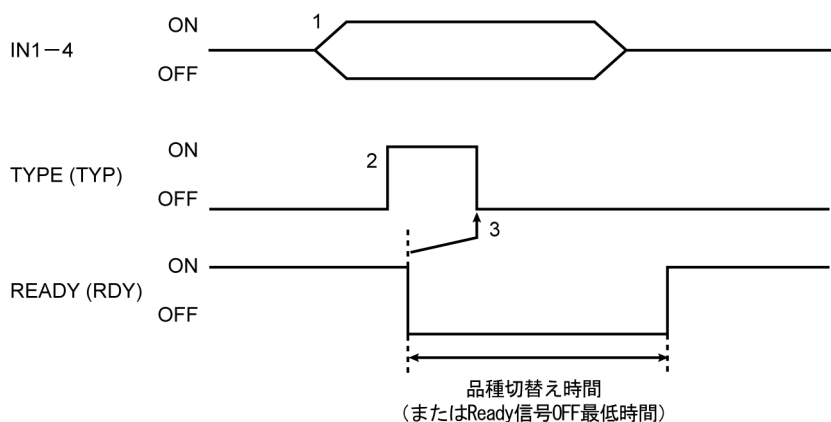 ON
1
IN1－4
OFF
ON
2
TYPE (TYP)
OFF
3
ON
READY (RDY)
OFF
品種切替え時間
（またはReady信号OFF最低時間）